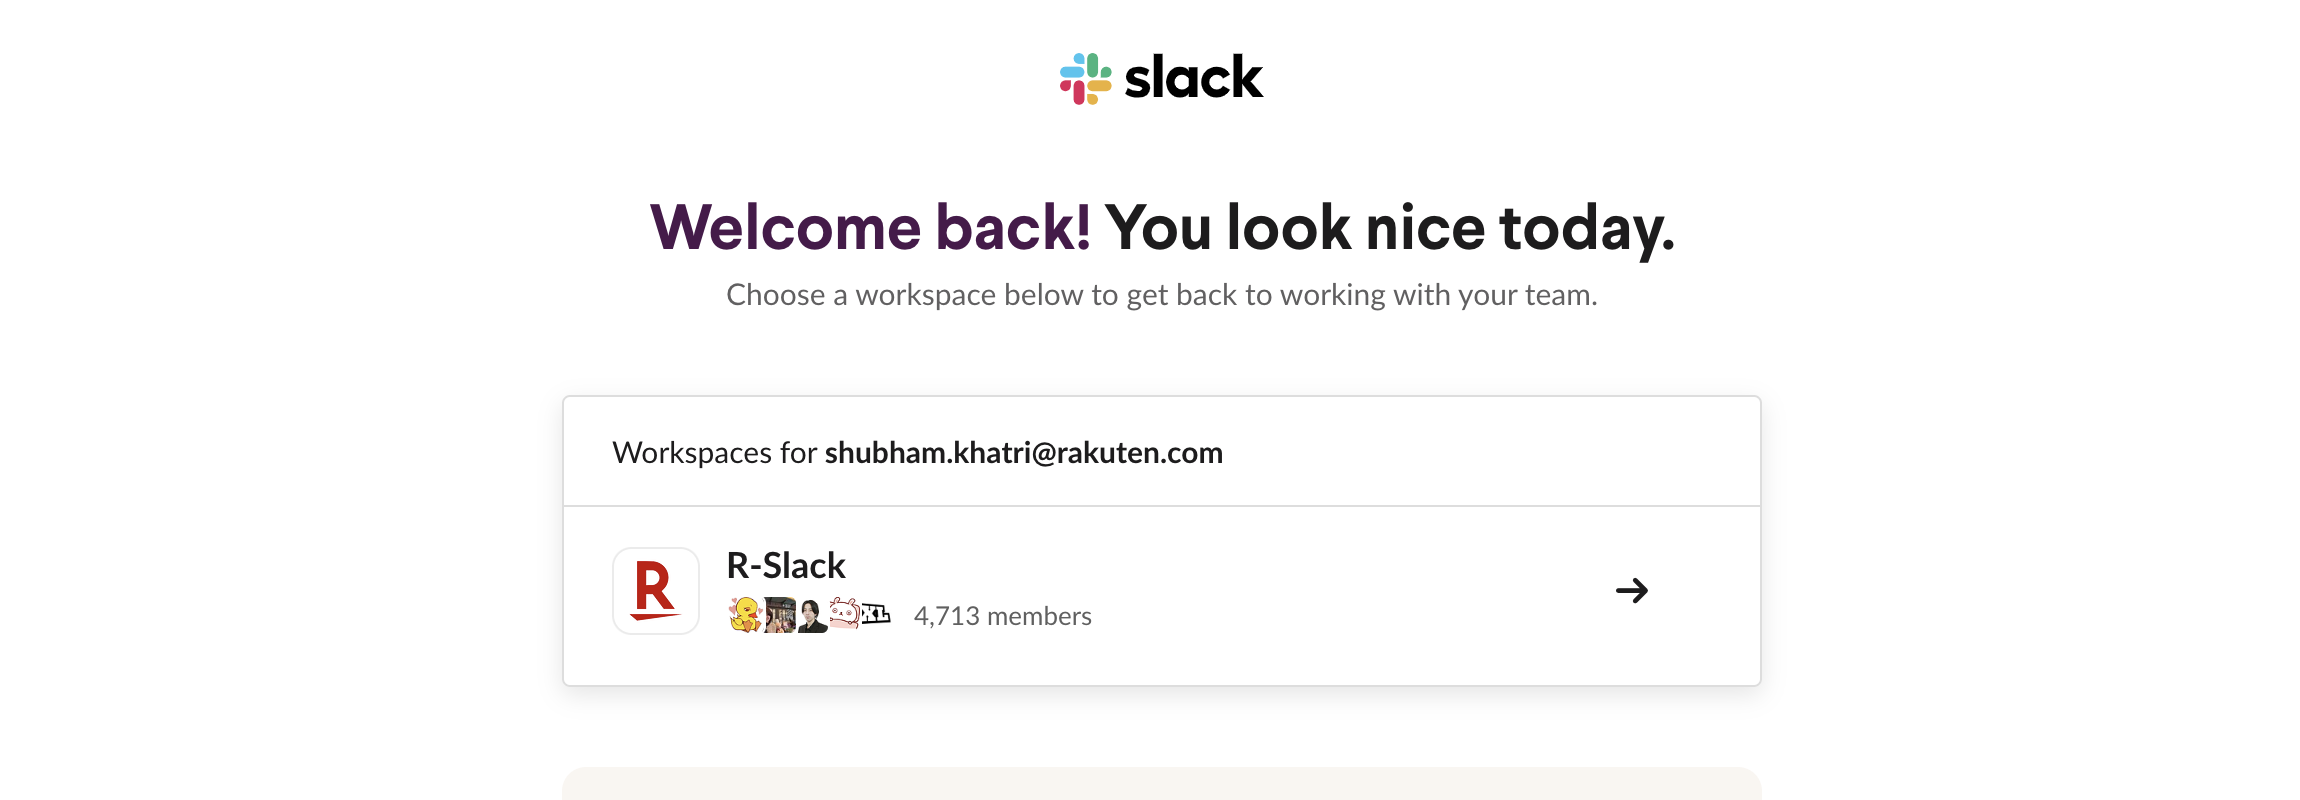 slack
Welcome back! You look nice today.
Choose a workspace below to get back to working with your team.
Workspaces for shubham.khatri@rakuten.com
R
R-Slack
XL
4,713 members